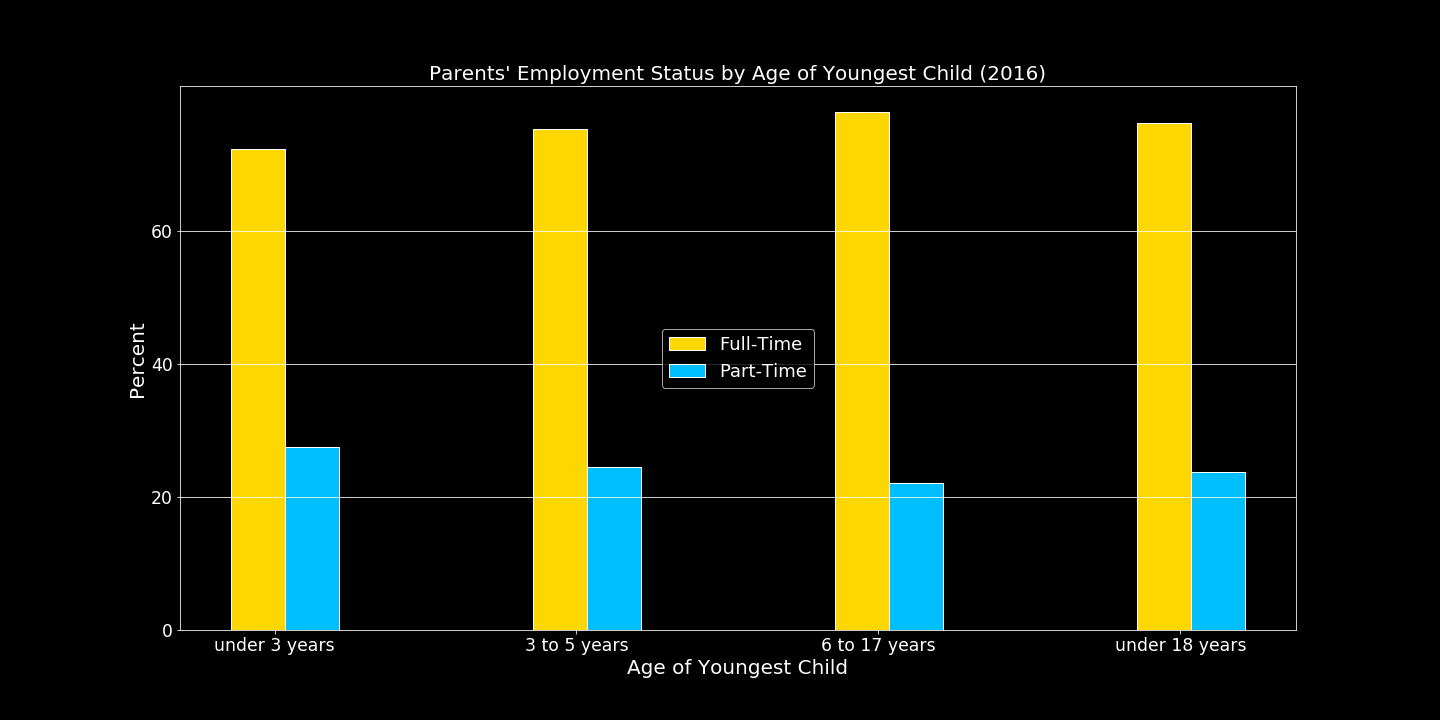 Parents' Employment Status by Age of Youngest Child (2016)
Percent
60
40
20
0
Full-Time
Part-Time
under 3 years
3 to 5 years
6 to 17 years
under 18 years
Age of Youngest Child